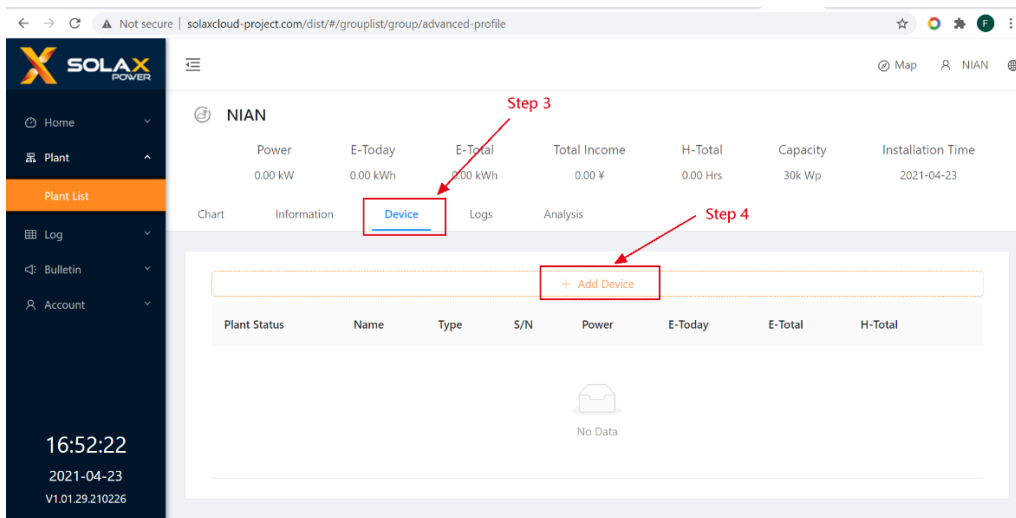 Not secure | solaxcloud-project.com/dist/#/grouplist/group/advanced-profile
F
SOLAX
POWER
Map NIAN
Home
Plant
Plant List
Log
Bulletin
Account
16:52:22
2021-04-23
V1.01.29.210226
NIAN
Step 3
Power E-Today E-Total Total Income H-Total Capacity Installation Time
0.00 kW 0.00 kWh 0.00 kWh 0.00 ¥ 0.00 Hrs 30k Wp 2021-04-23
Chart Information Device Logs Analysis
Step 4
+ Add Device
Plant Status Name Type S/N Power E-Today E-Total H-Total
No Data